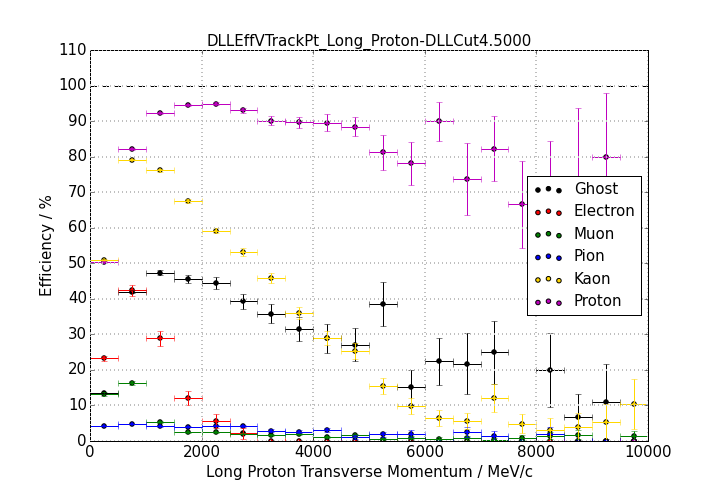 DLLEffVTrackPt_Long_Proton-DLLCut4.5000
110
100
90
80
70
60
50
40
30
20
10
0
Efficiency / %
Ghost
Electron
Muon
Pion
Kaon
Proton
0 2000 4000 6000 8000 10000
Long Proton Transverse Momentum / MeV/c